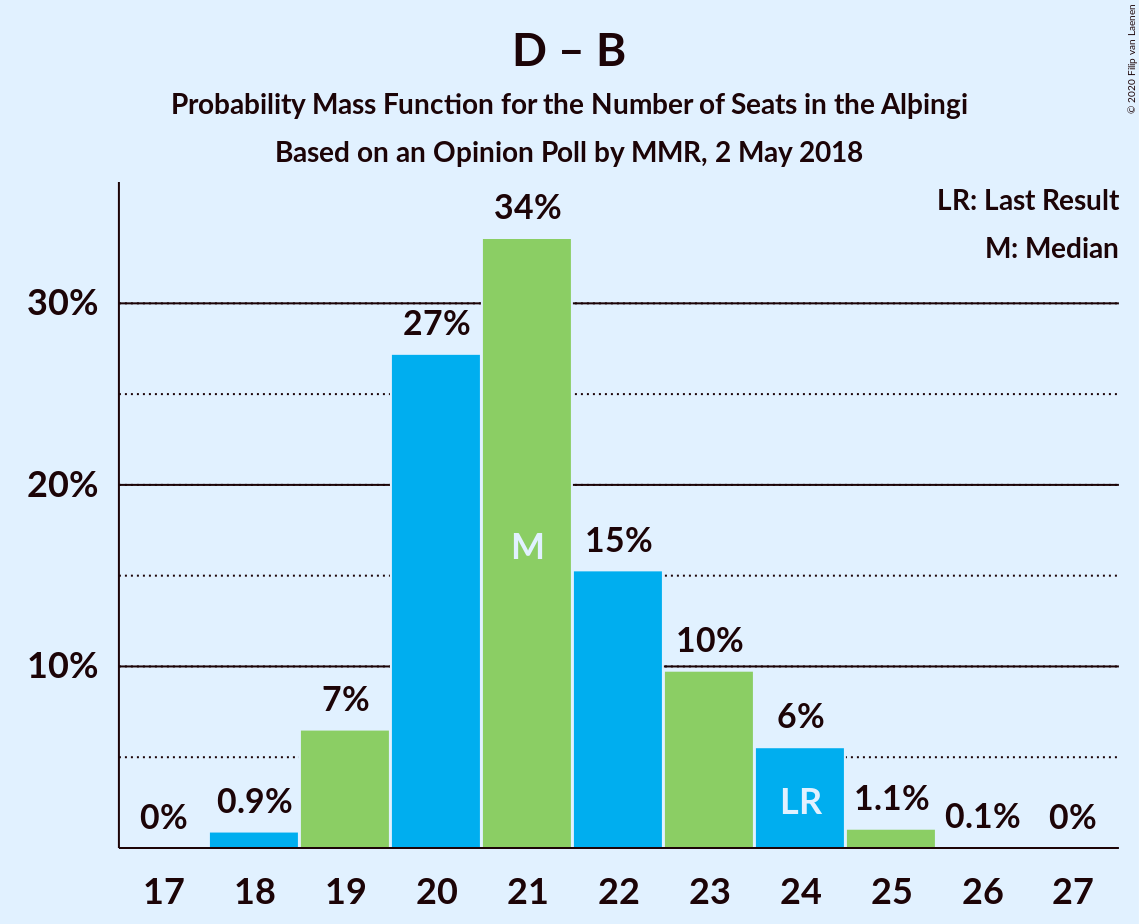 D – B
Probability Mass Function for the Number of Seats in the Alþingi
Based on an Opinion Poll by MMR, 2 May 2018
© 2020 Filip van Laenen
LR: Last Result
M: Median
34%
30%
27%
20%
M
15%
10%
10%
7%
6%
LR
0%
0.9%
1.1%
0.1%
0%
17 18 19 20 21 22 23 24 25 26 27